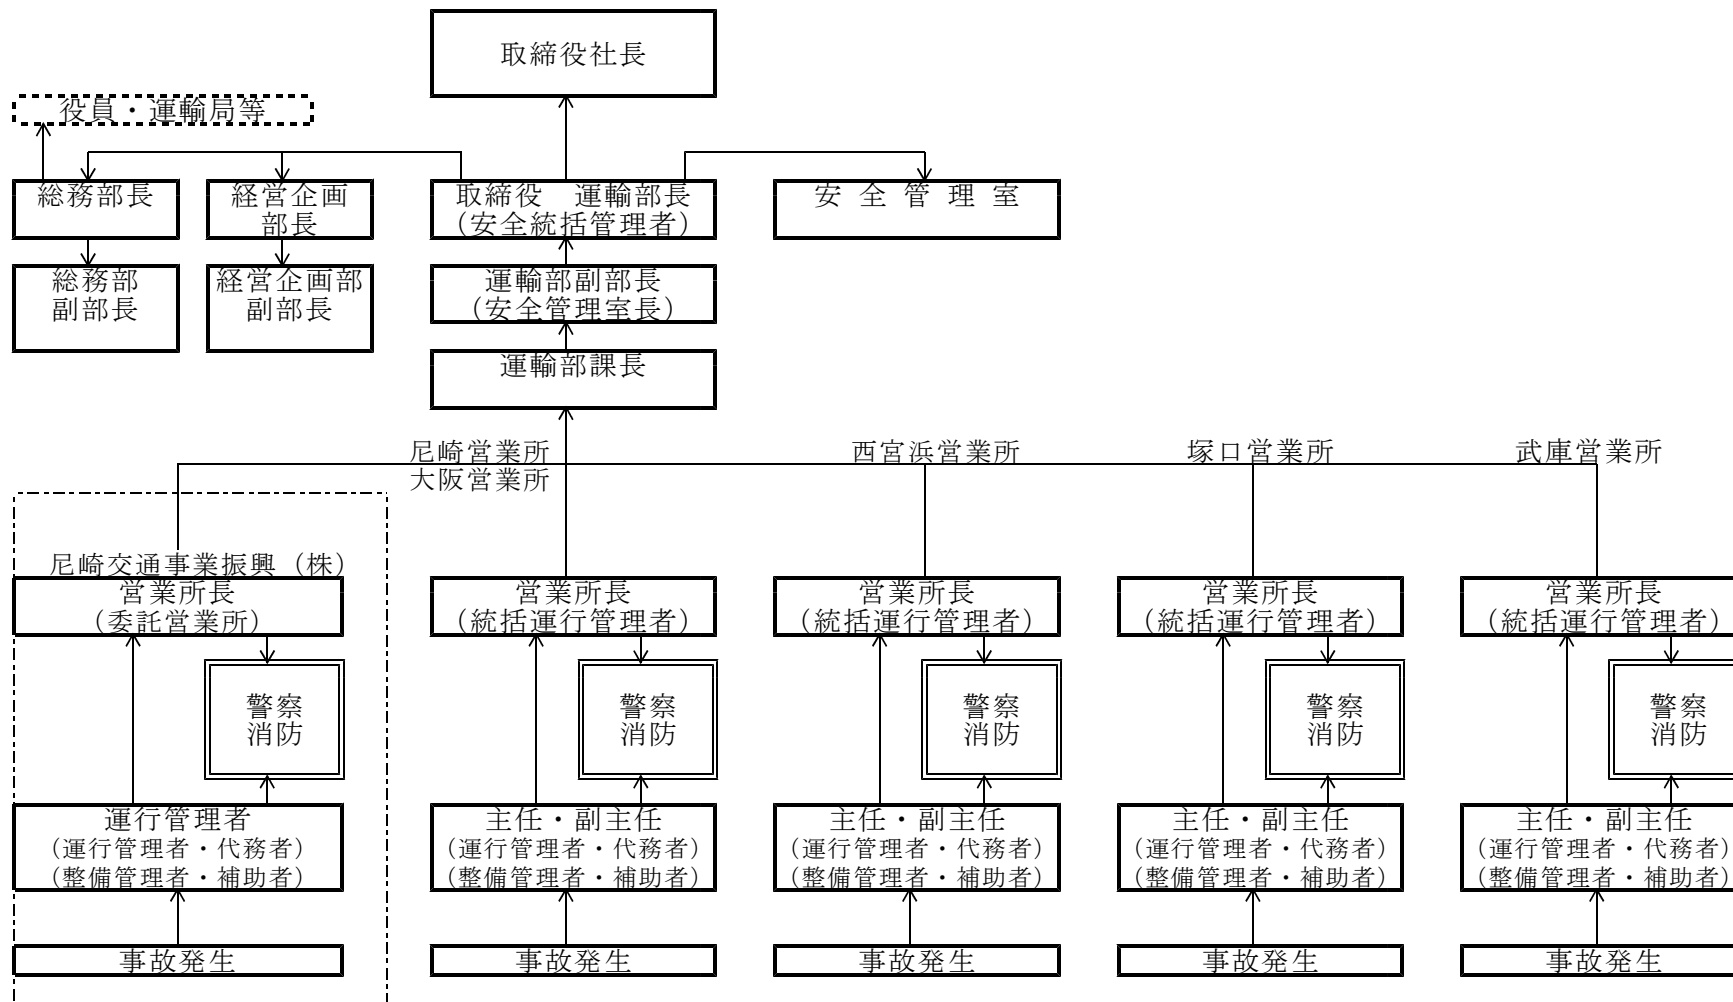 取締役社長
役員・運輸局等
総務部長
経営企画
部長
取締役　運輸部長
（安全統括管理者）
安 全 管 理 室
総務部
副部長
経営企画部
副部長
運輸部副部長
（安全管理室長）
運輸部課長
尼崎営業所
大阪営業所
西宮浜営業所
塚口営業所
武庫営業所
尼崎交通事業振興（株）
営業所長
（委託営業所）
営業所長
（統括運行管理者）
営業所長
（統括運行管理者）
営業所長
（統括運行管理者）
営業所長
（統括運行管理者）
警察
消防
警察
消防
警察
消防
警察
消防
警察
消防
運行管理者
（運行管理者・代務者）
（整備管理者・補助者）
主任・副主任
（運行管理者・代務者）
（整備管理者・補助者）
主任・副主任
（運行管理者・代務者）
（整備管理者・補助者）
主任・副主任
（運行管理者・代務者）
（整備管理者・補助者）
主任・副主任
（運行管理者・代務者）
（整備管理者・補助者）
事故発生
事故発生
事故発生
事故発生
事故発生